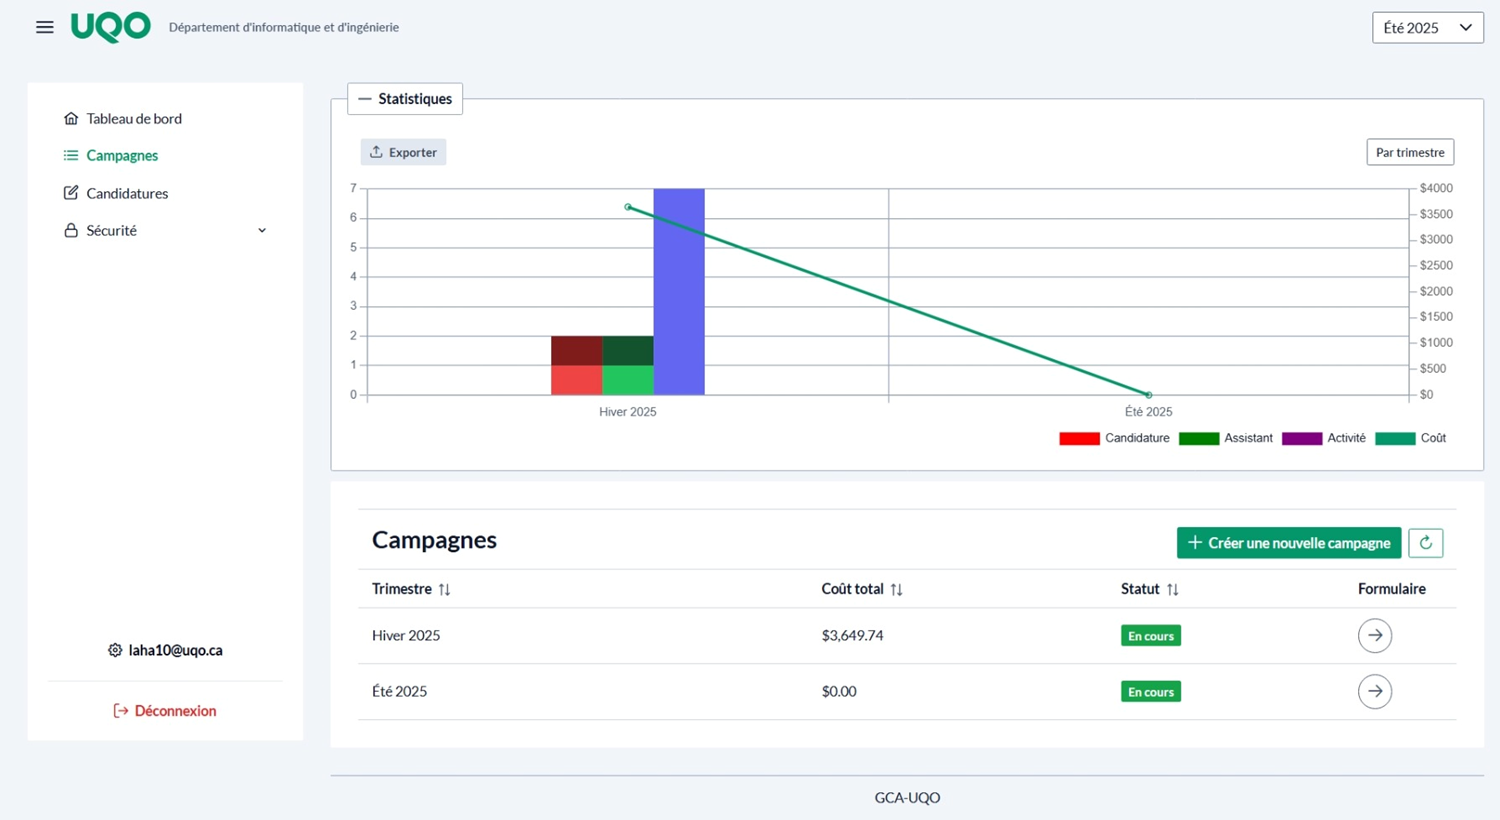 UQO
Département d'informatique et d'ingénierie
Été 2025
Tableau de bord
Campagnes
Candidatures
Sécurité
laha10@uqo.ca
Déconnexion
Statistiques
Exporter
Par trimestre
7
6
5
4
3
2
1
0
$4000
$3500
$3000
$2500
$2000
$1500
$1000
$500
$0
Hiver 2025
Été 2025
Candidature
Assistant
Activité
Coût
Campagnes
+ Créer une nouvelle campagne
Trimestre Coût total Statut Formulaire
Hiver 2025 $3,649.74 En cours
Été 2025 $0.00 En cours
GCA-UQO